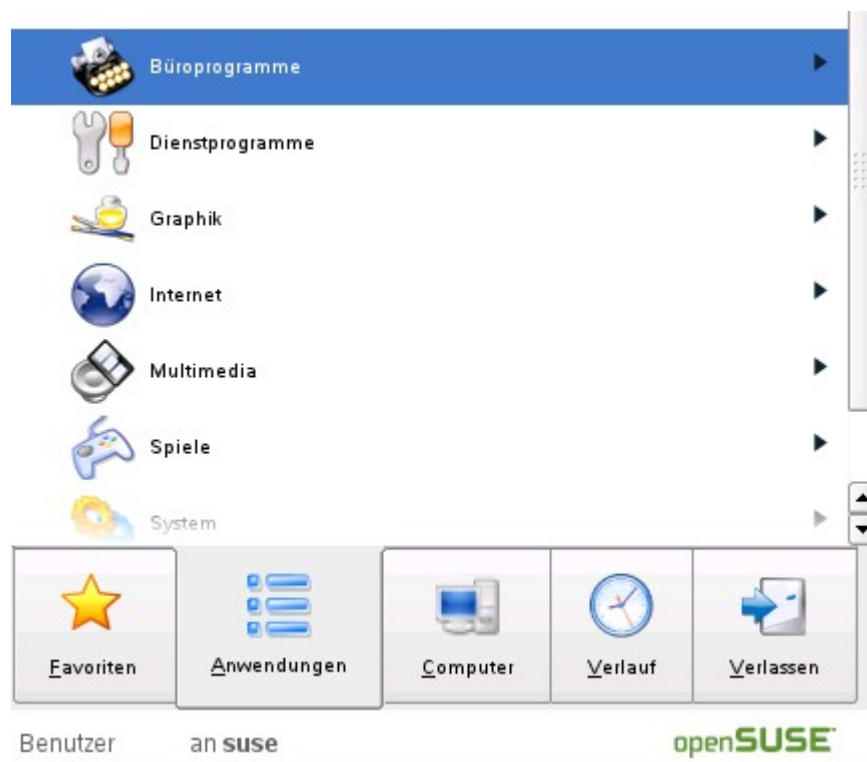 Büroprogramme
Dienstprogramme
Graphik
Internet
Multimedia
Spiele
System
Favoriten
Anwendungen
Computer
Verlauf
Verlassen
Benutzer an suse
openSUSE